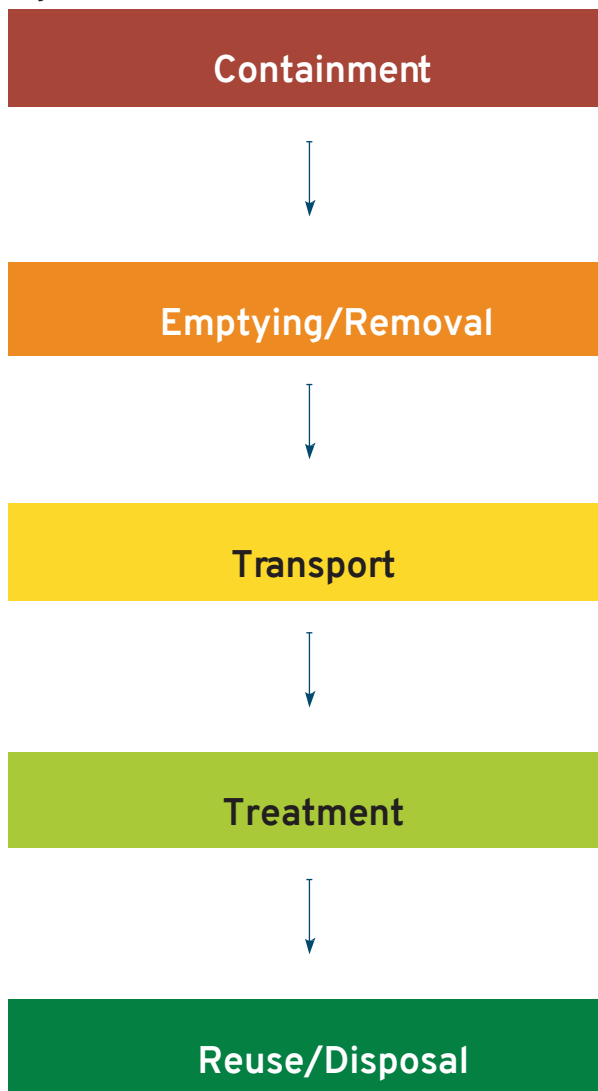 Containment
Emptying/Removal
Transport
Treatment
Reuse/Disposal